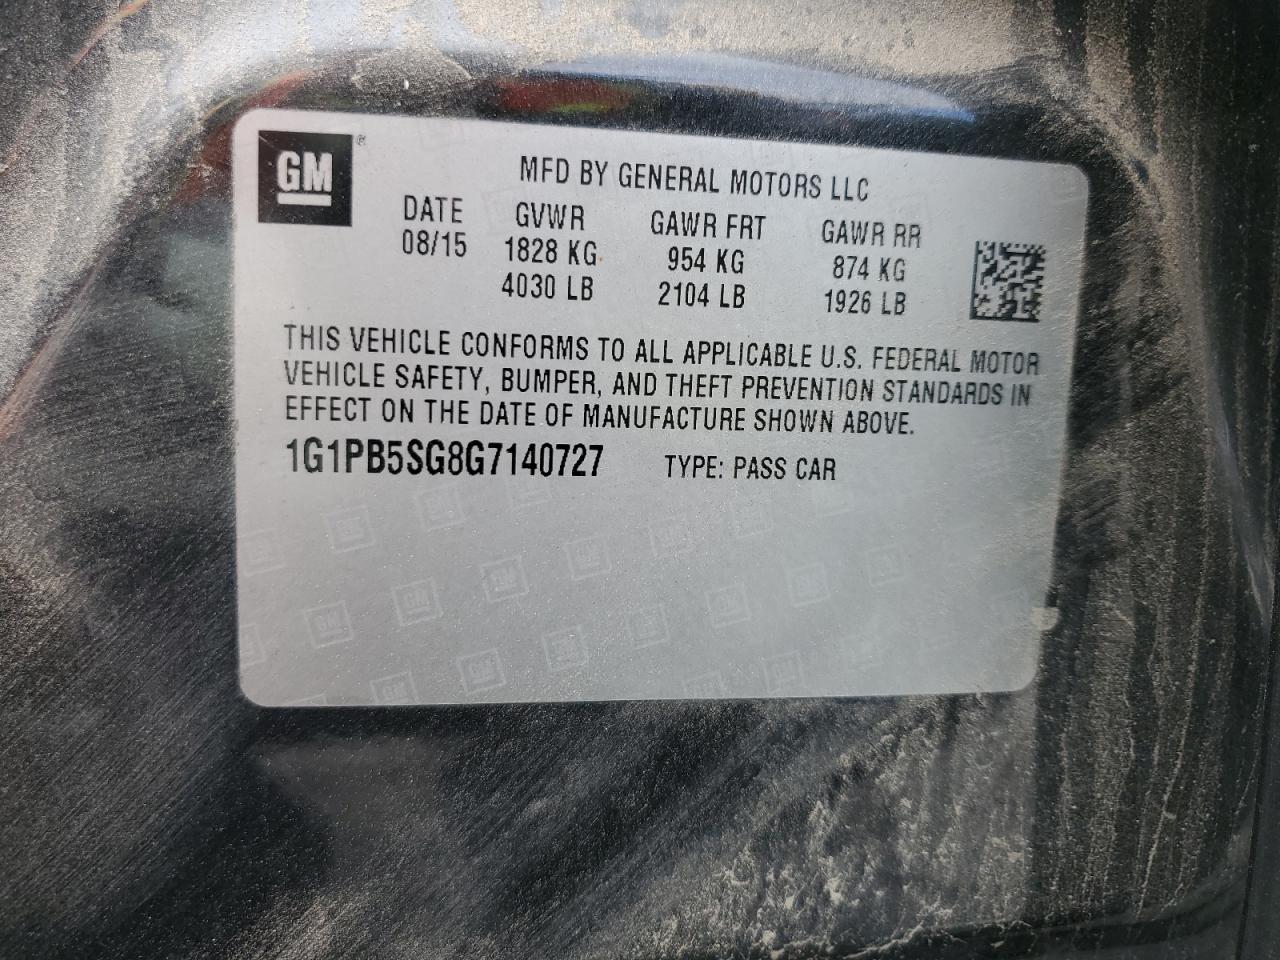 GM®
MFD BY GENERAL MOTORS LLC
DATE GVWR GAWR FRT GAWR RR
08/15 1828 KG 954 KG 874 KG
4030 LB 2104 LB 1926 LB
THIS VEHICLE CONFORMS TO ALL APPLICABLE U.S. FEDERAL MOTOR
VEHICLE SAFETY, BUMPER, AND THEFT PREVENTION STANDARDS IN
EFFECT ON THE DATE OF MANUFACTURE SHOWN ABOVE.
1G1PB5SG8G7140727 TYPE: PASS CAR